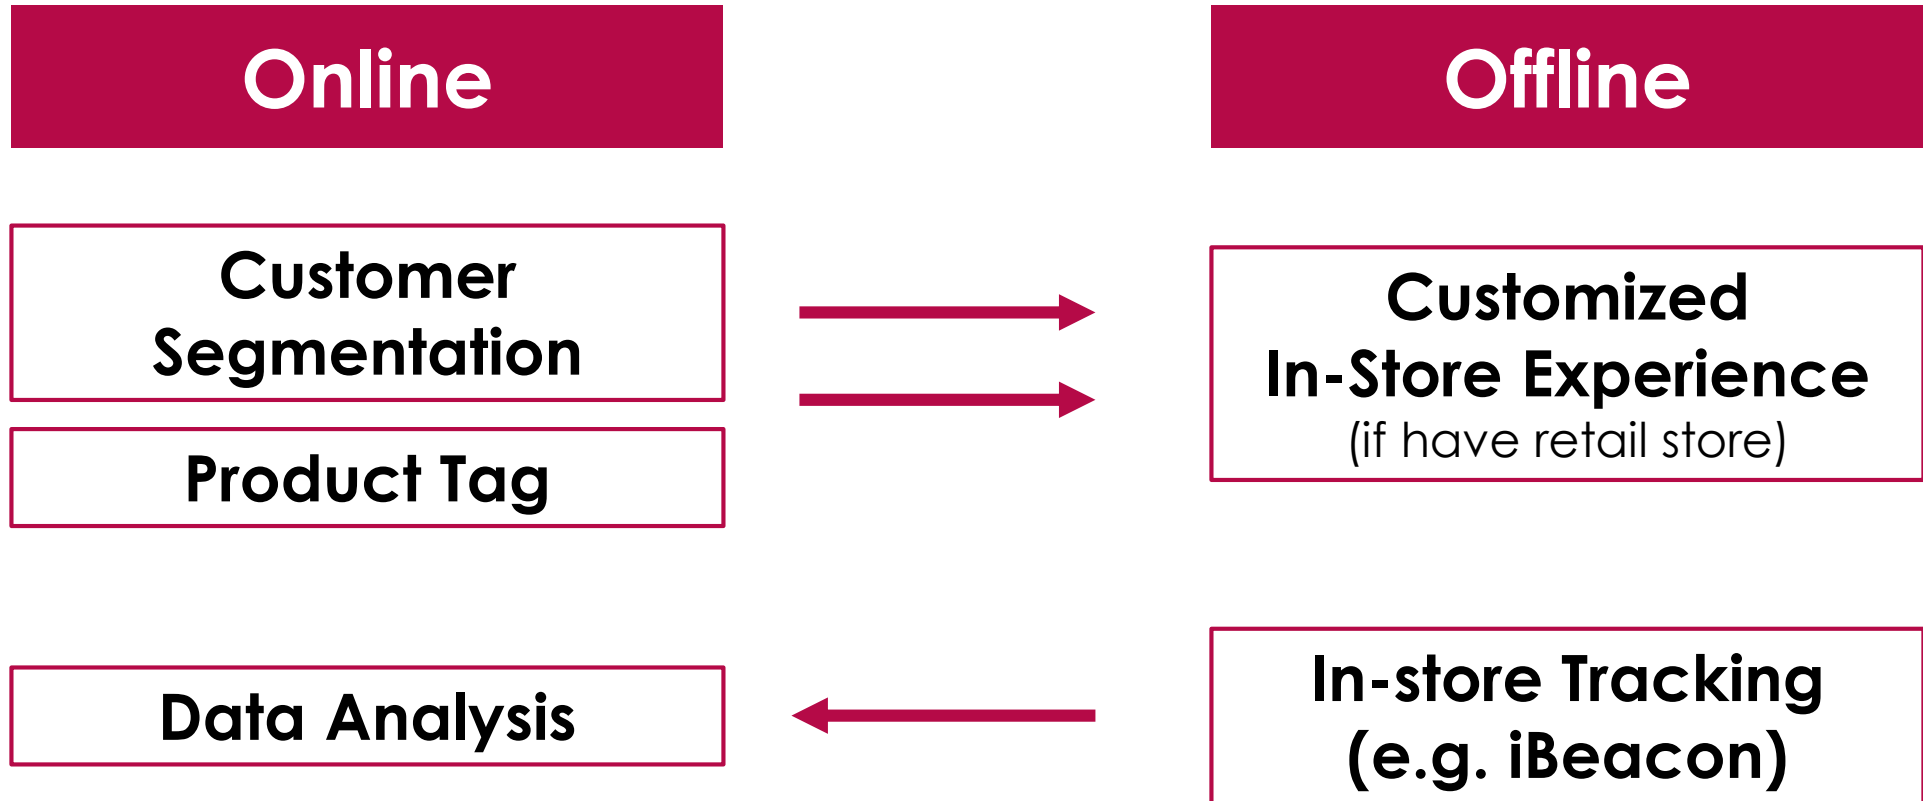 Online
Offline
Customer
Segmentation
Product Tag
Customized
In-Store Experience
(if have retail store)
Data Analysis
In-store Tracking
(e.g. iBeacon)